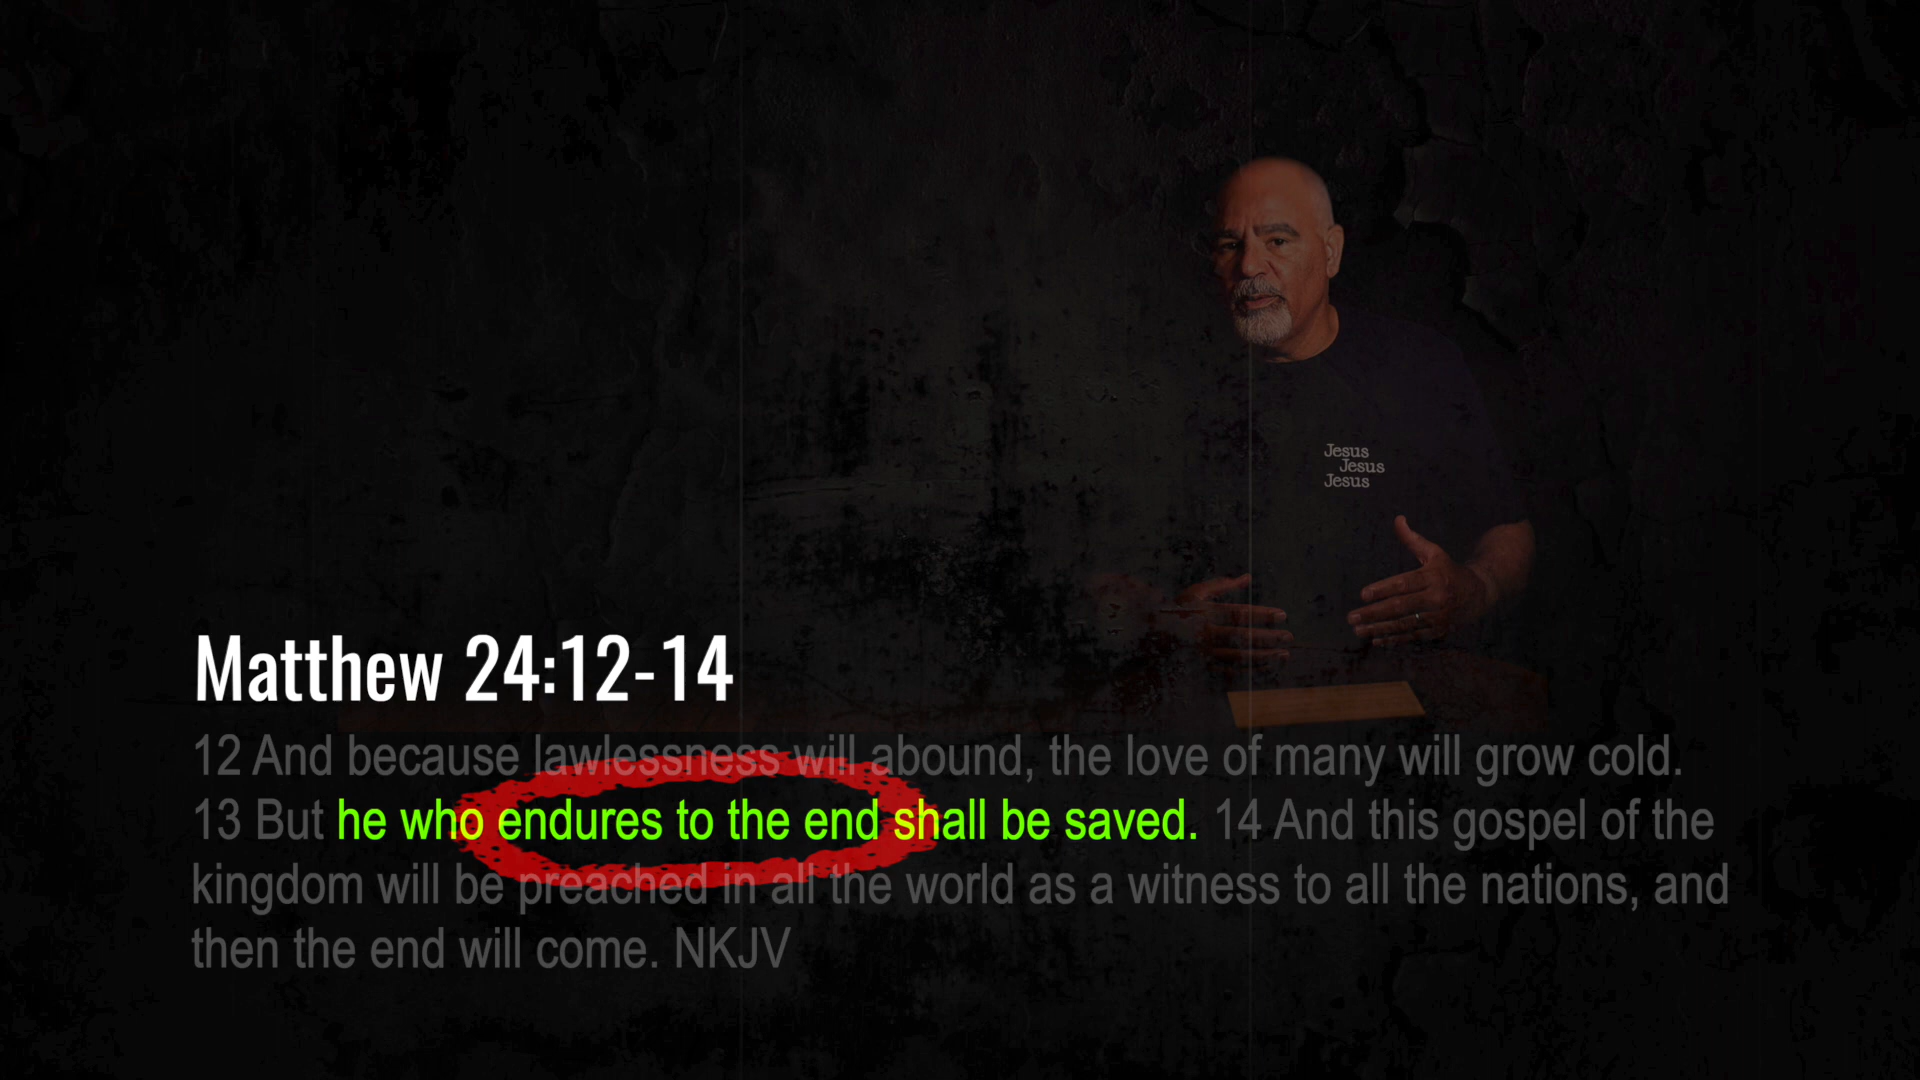 Jesus
Jesus
Jesus
Matthew 24:12-14
12 And because lawlessness will abound, the love of many will grow cold.
13 But he who endures to the end shall be saved. 14 And this gospel of the
kingdom will be preached in all the world as a witness to all the nations, and
then the end will come. NKJV